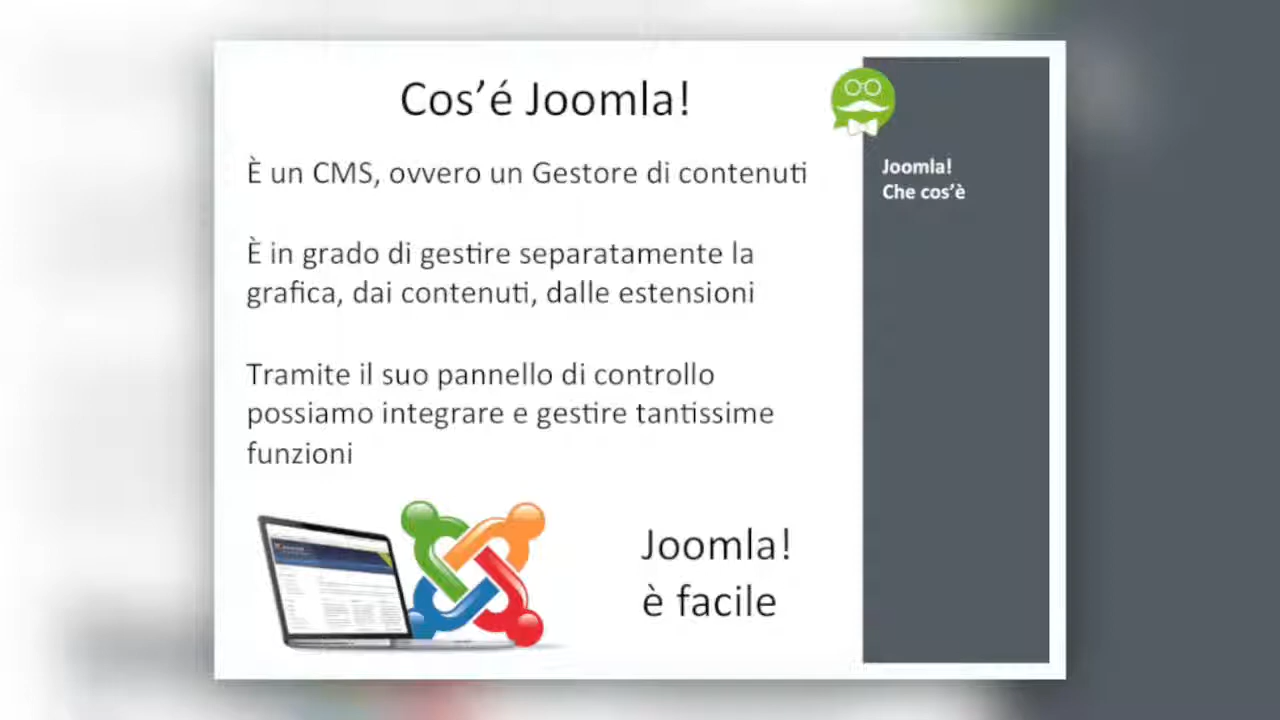 Cos’é Joomla!
È un CMS, ovvero un Gestore di contenuti
È in grado di gestire separatamente la
grafica, dai contenuti, dalle estensioni
Tramite il suo pannello di controllo
possiamo integrare e gestire tantissime
funzioni
Joomla!
è facile
Joomla!
Che cos’è